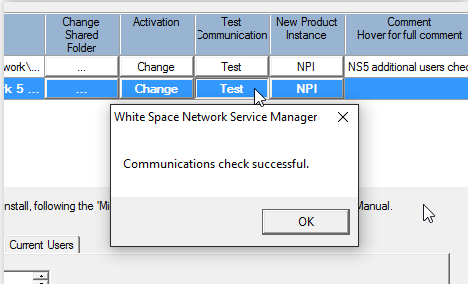 Change
Shared
Folder
Activation
Test
Communication
New Product
Instance
Comment
Hover for full comment
work\... ... Change Test NPI NS5 additional users chec
k 5 ... ... Change Test NPI
White Space Network Service Manager
Communications check successful.
OK
nstall, following the 'Mi
Manual.
Current Users